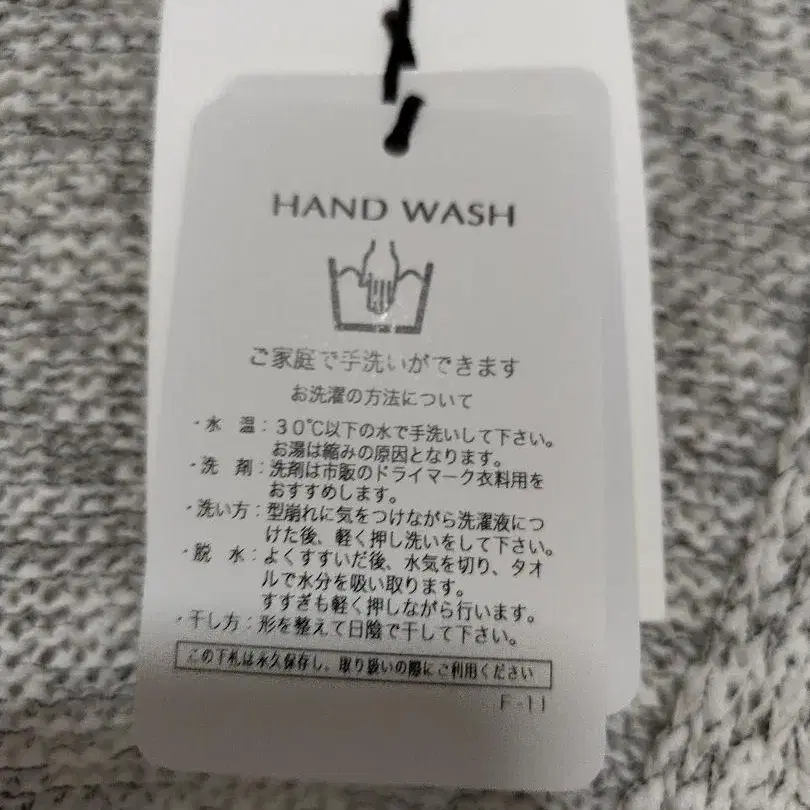 HAND WASH
ご家庭で手洗いができます
お洗濯の方法について
・水 温：30℃以下の水で手洗いして下さい。
お湯は縮みの原因となります。
・洗 剤：洗剤は市販のドライマーク衣料用を
おすすめします。
・洗い方：型崩れに気をつけながら洗濯液につ
けた後、軽く押し洗いをして下さい。
・脱 水：よくすすいだ後、水気を切り、タオ
ルで水分を吸い取ります。
すすぎも軽く押しながら行います。
・干し方：形を整えて日陰で干して下さい。
この下札は永久保存し、取り扱いの際にご利用ください
F-11